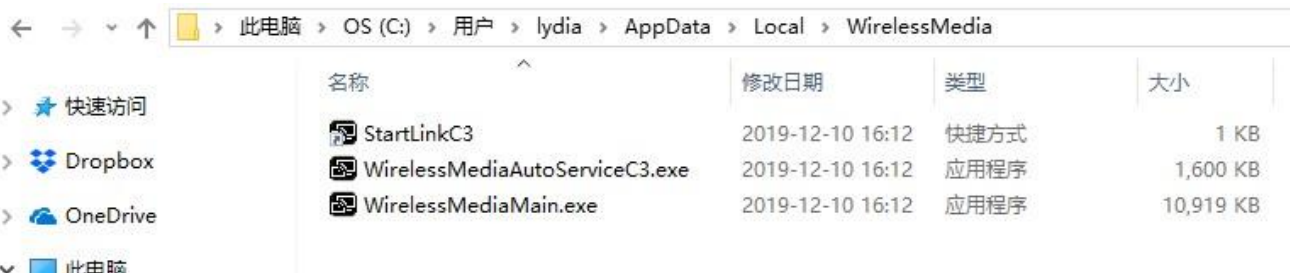 此电脑 › OS (C:) › 用户 › lydia › AppData › Local › WirelessMedia
名称 修改日期 类型 大小
快速访问
StartLinkC3 2019-12-10 16:12 快捷方式 1 KB
Dropbox
WirelessMediaAutoServiceC3.exe 2019-12-10 16:12 应用程序 1,600 KB
OneDrive
WirelessMediaMain.exe 2019-12-10 16:12 应用程序 10,919 KB
此电脑